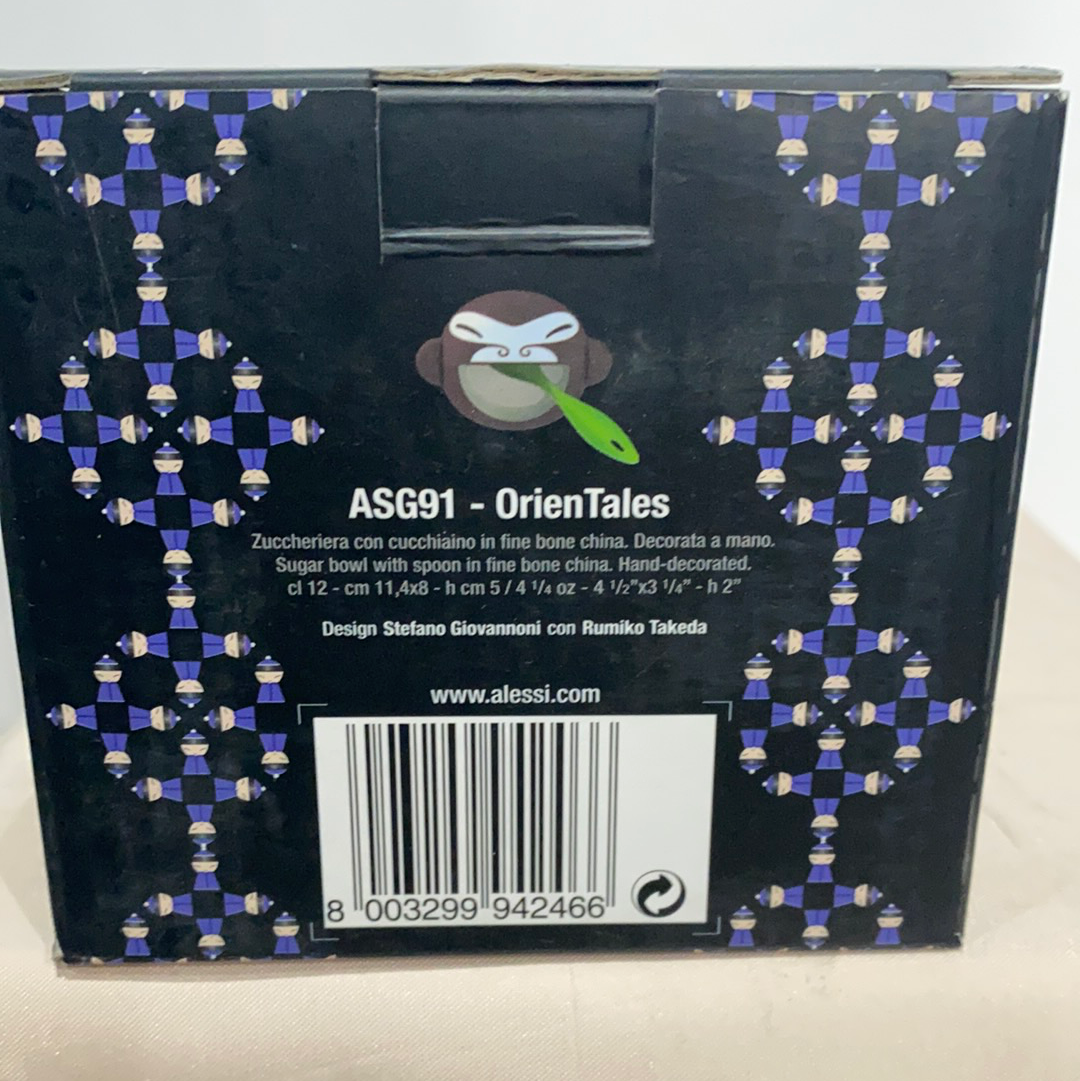 ASG91 - OrienTales
Zuccheriera con cucchiaino in fine bone china. Decorata a mano.
Sugar bowl with spoon in fine bone china. Hand-decorated.
cl 12 - cm 11,4x8 - h cm 5 / 4 1/4 oz - 4 1/2"x3 1/4" - h 2"
Design Stefano Giovannoni con Rumiko Takeda
www.alessi.com
8 003299 942466